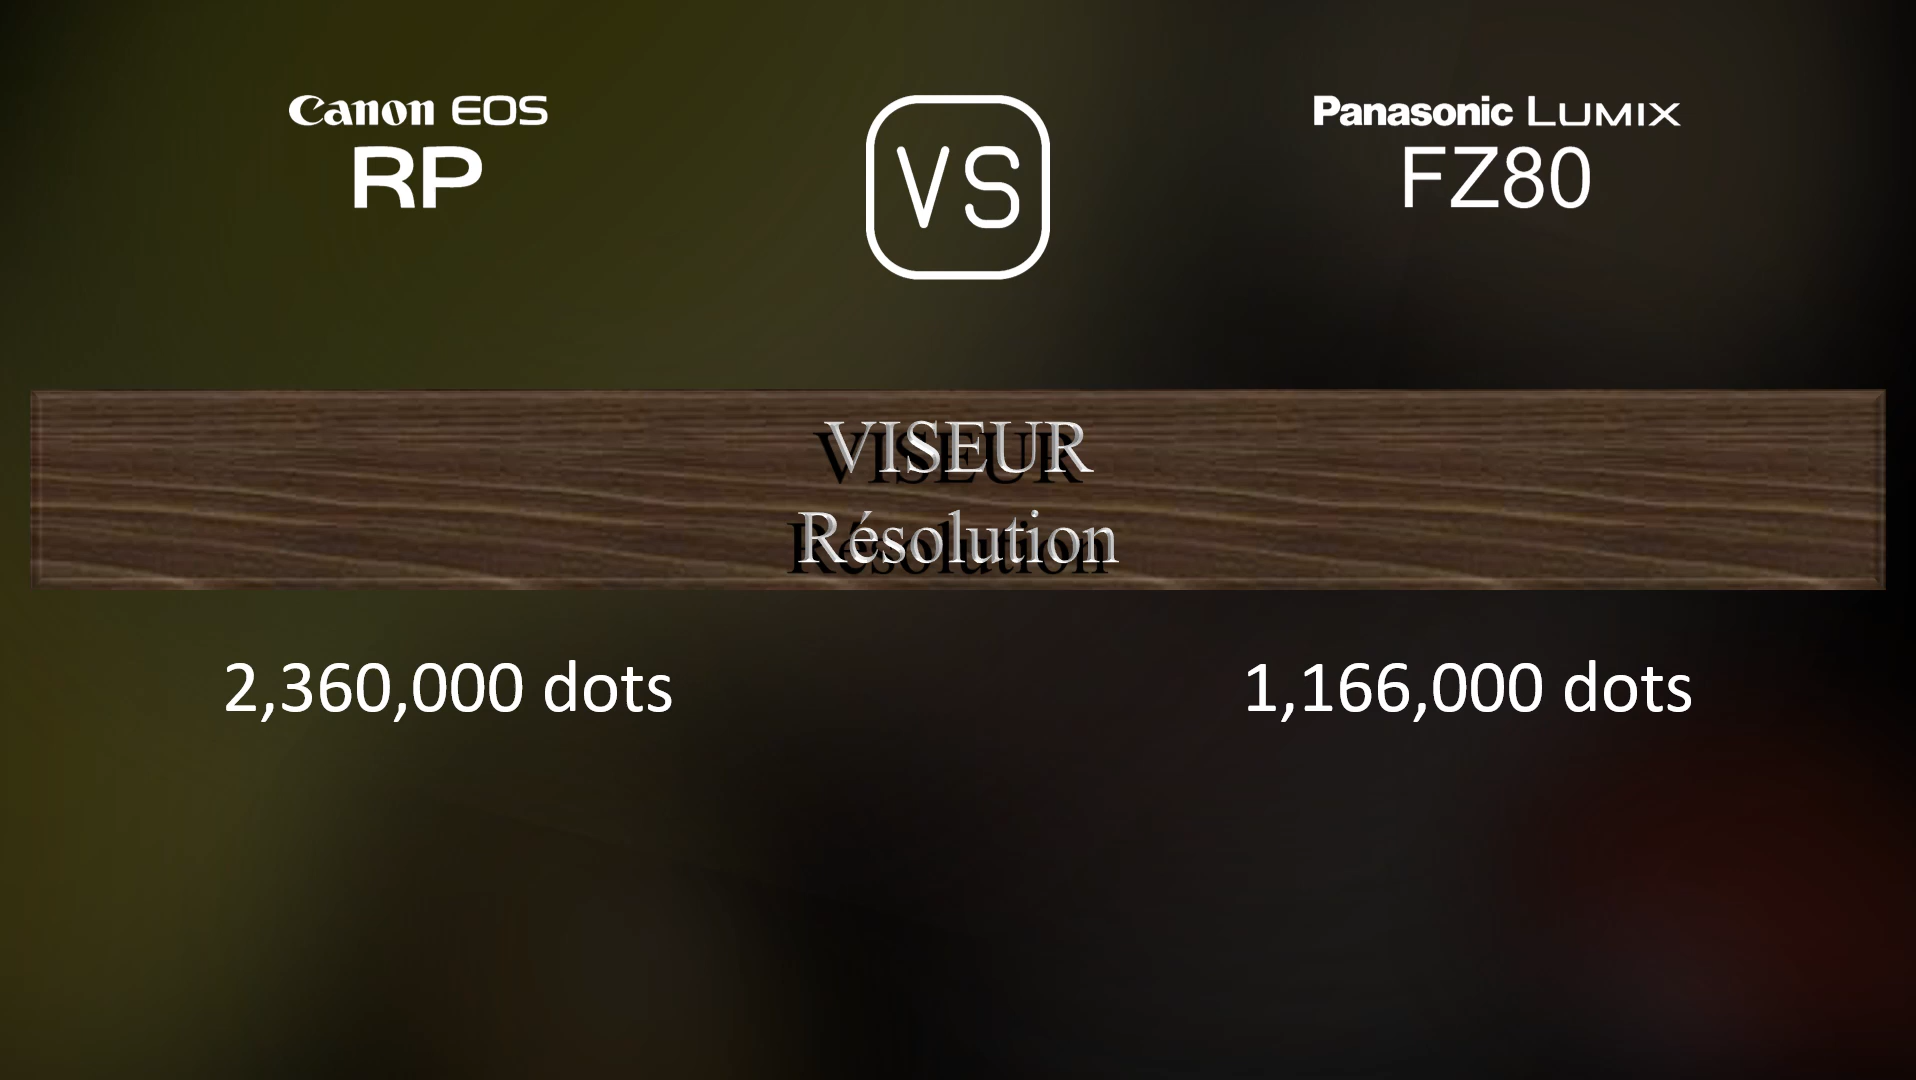 Canon EOS
RP
VS
Panasonic LUMIX
FZ80
VISEUR
Résolution
2,360,000 dots
1,166,000 dots